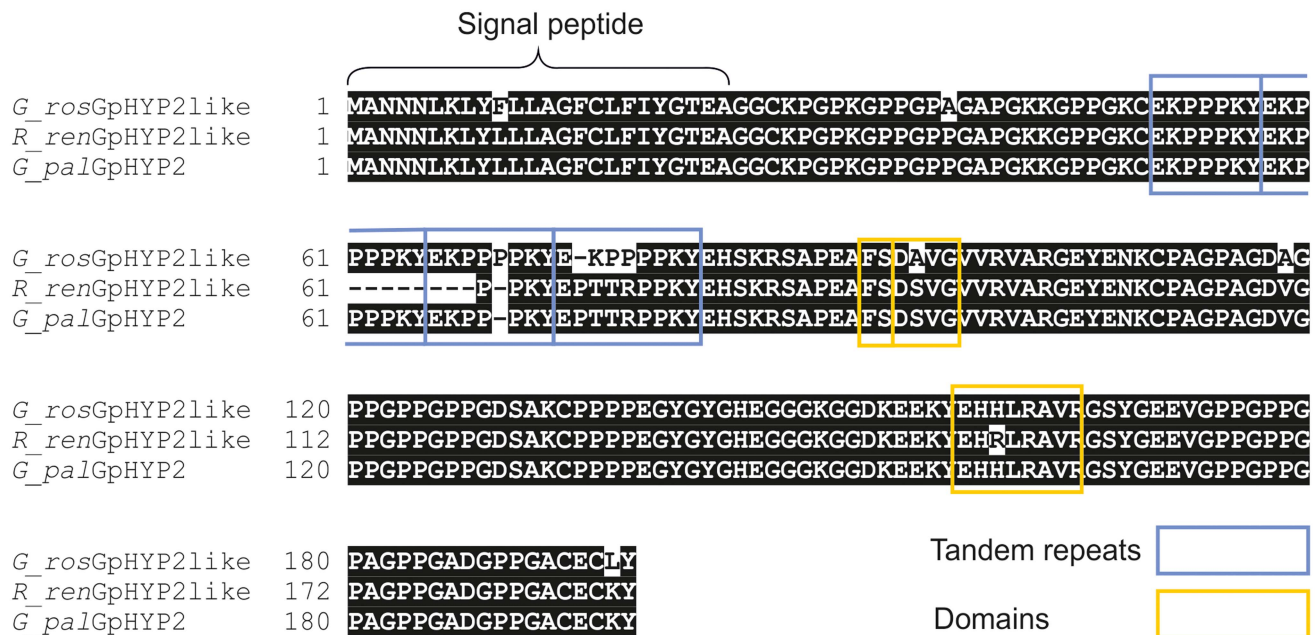 Signal peptide
G_rosGpHYP2like 1 MANNNLKLYFLLAGFCLFIYGTEAGGCKPGPKGPPGPAGAPGKKGPPGKCEKPPPKYEKP
R_renGpHYP2like 1 MANNNLKLYLLLAGFCLFIYGTEAGGCKPGPKGPPGPPGAPGKKGPPGKCEKPPPKYEKP
G_palGpHYP2 1 MANNNLKLYLLLAGFCLFIYGTEAGGCKPGPKGPPGPPGAPGKKGPPGKCEKPPPKYEKP
G_rosGpHYP2like 61 PPPKYEKPPPPKYE-KPPPPKYEHSKRSAPEAFSDAVGVVRVARGEYENKCPAGPAGDAG
R_renGpHYP2like 61 --------P-PKYEPTTRPPKYEHSKRSAPEAFSDSVGVVRVARGEYENKCPAGPAGDVG
G_palGpHYP2 61 PPPKYEKPP-PKYEPTTRPPKYEHSKRSAPEAFSDSVGVVRVARGEYENKCPAGPAGDVG
G_rosGpHYP2like 120 PPGPPGPPGDSAKCPPPPEGYGYGHEGGGKGGDKEEKYEHHLRAVRGSYGEEVGPPGPPG
R_renGpHYP2like 112 PPGPPGPPGDSAKCPPPPEGYGYGHEGGGKGGDKEEKYEHRLRAVRGSYGEEVGPPGPPG
G_palGpHYP2 120 PPGPPGPPGDSAKCPPPPEGYGYGHEGGGKGGDKEEKYEHHLRAVRGSYGEEVGPPGPPG
G_rosGpHYP2like 180 PAGPPGADGPPGACECLY
R_renGpHYP2like 172 PAGPPGADGPPGACECKY
G_palGpHYP2 180 PAGPPGADGPPGACECKY
Tandem repeats
Domains